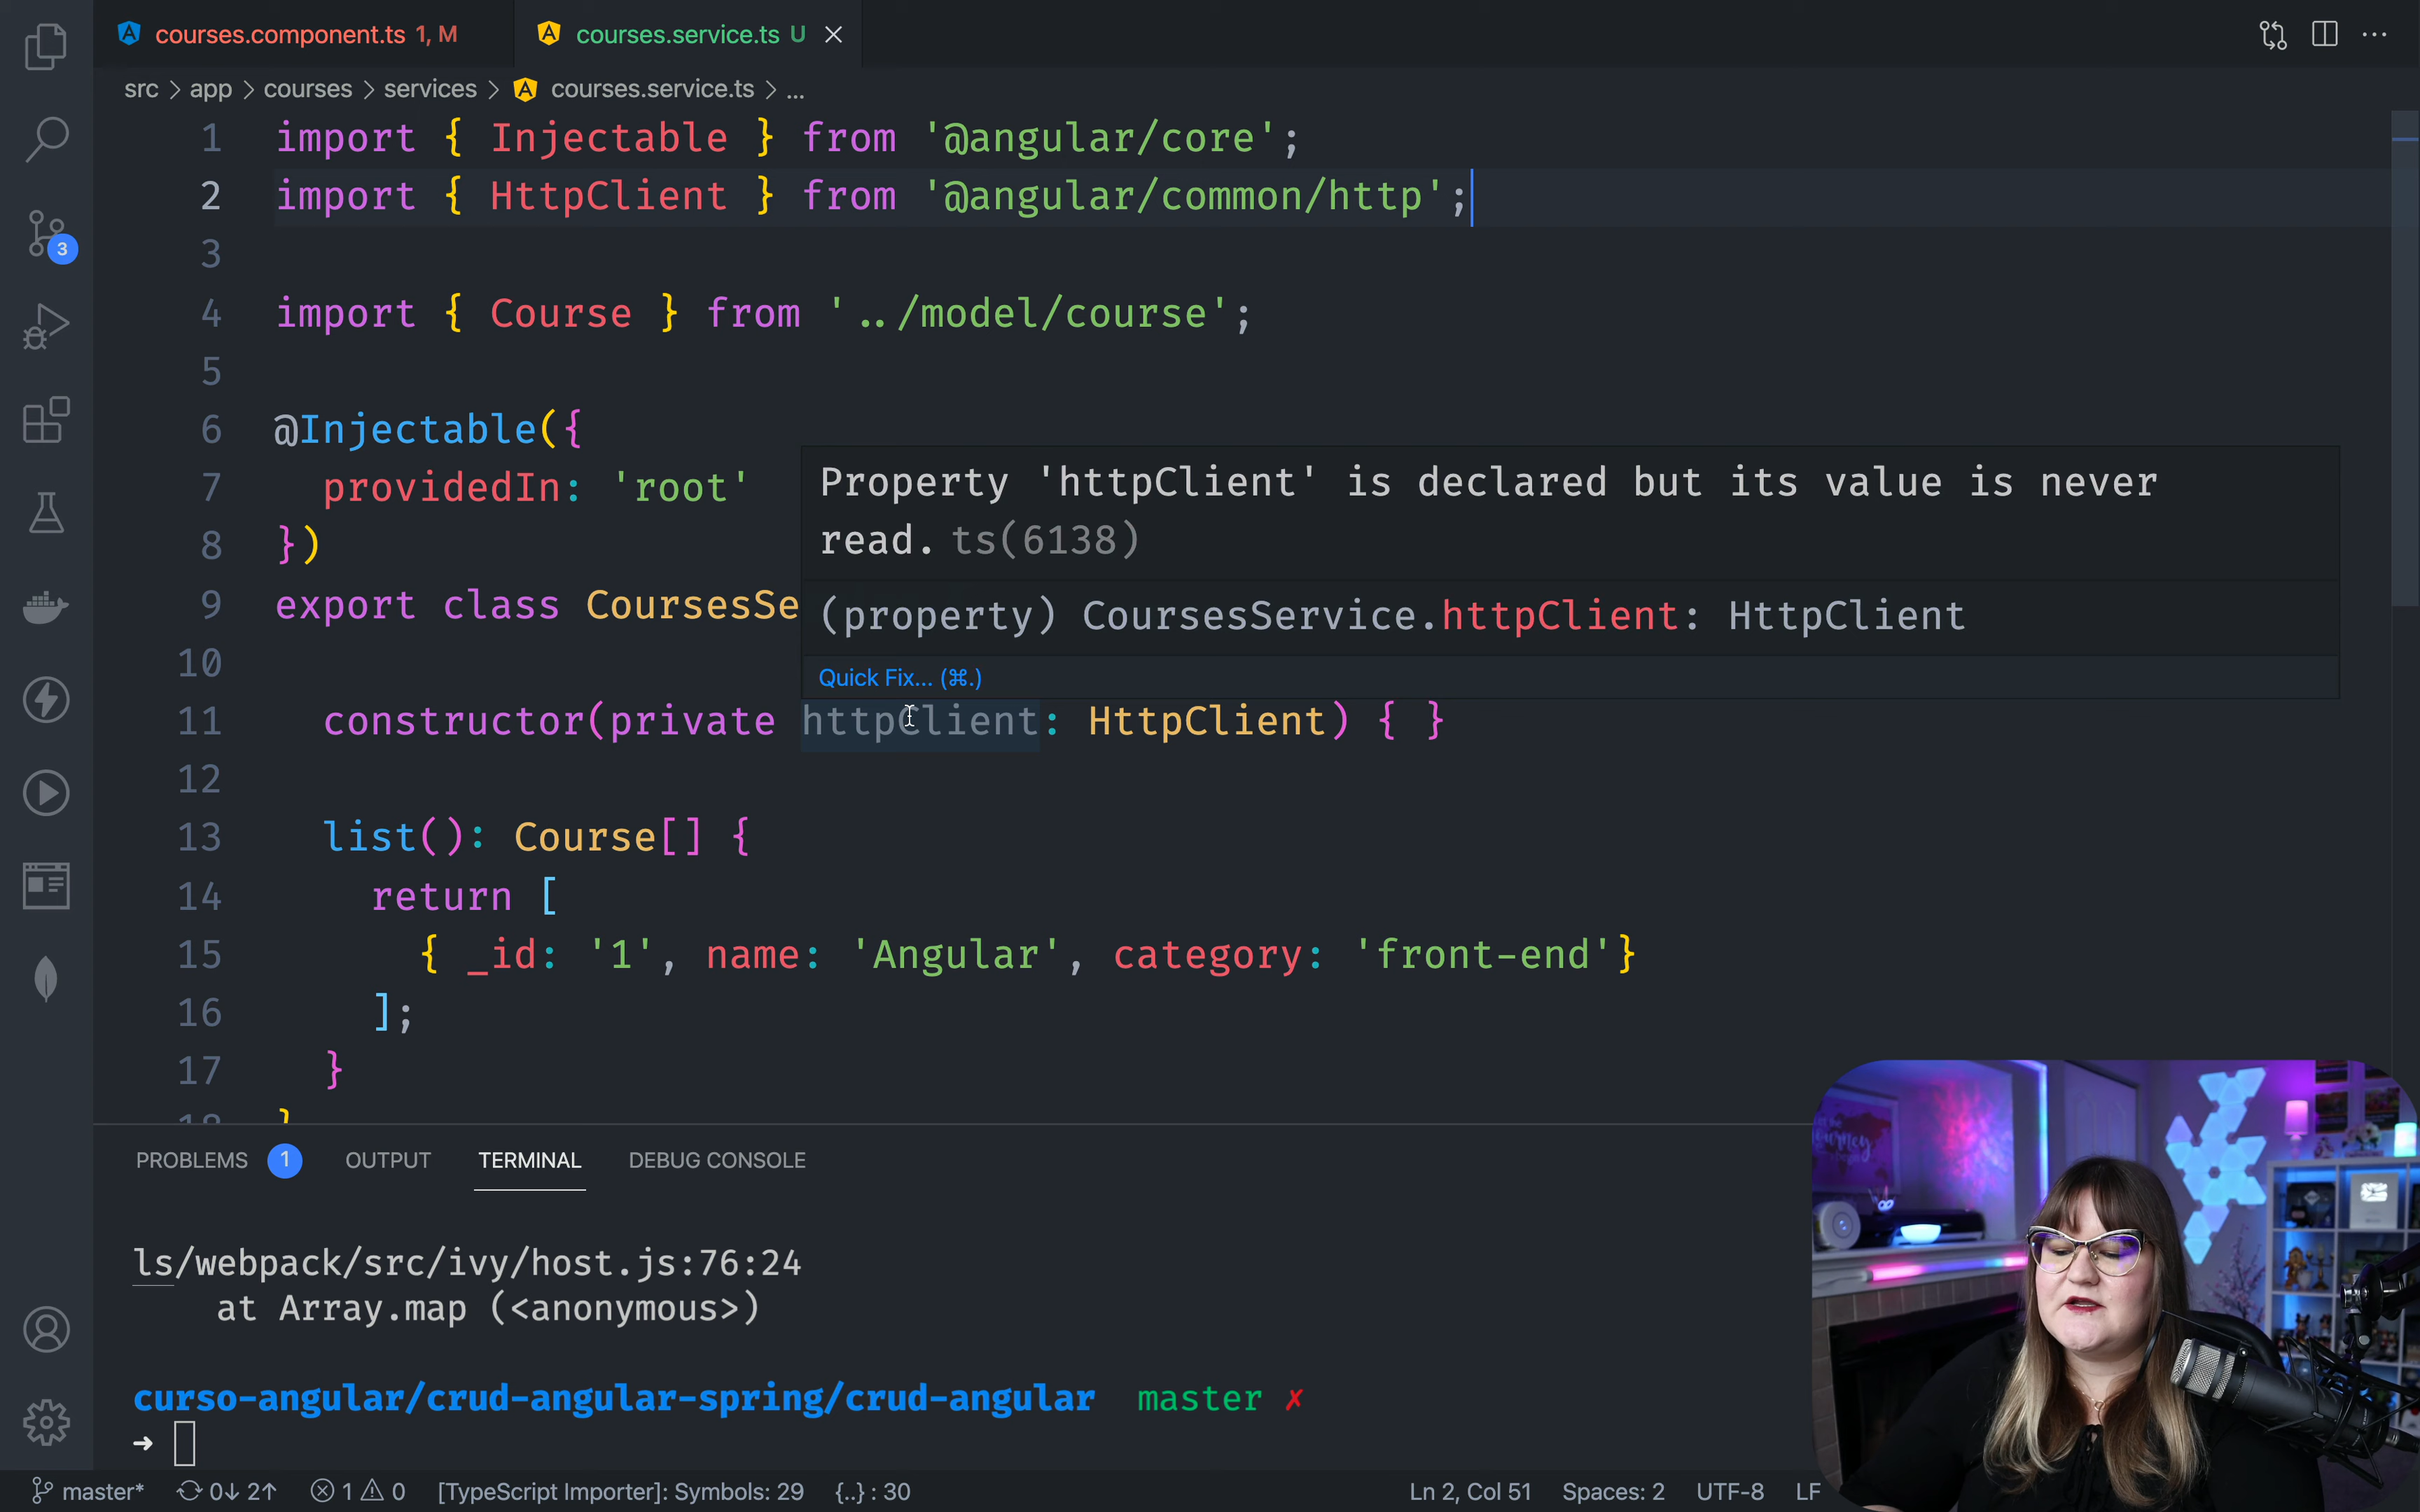 courses.component.ts 1, M
courses.service.ts U
src > app > courses > services > courses.service.ts > ...
1 import { Injectable } from '@angular/core';
2 import { HttpClient } from '@angular/common/http';
3
4 import { Course } from '../model/course';
5
6 @Injectable({
7 providedIn: 'root'
8 })
9 export class CoursesSe
Property 'httpClient' is declared but its value is never
read. ts(6138)
(property) CoursesService.httpClient: HttpClient
Quick Fix... (⌘.)
10
11 constructor(private httpClient: HttpClient) { }
12
13 list(): Course[] {
14 return [
15 { _id: '1', name: 'Angular', category: 'front-end'}
16 ];
17 }
18 }
3
PROBLEMS 1 OUTPUT TERMINAL DEBUG CONSOLE
ls/webpack/src/ivy/host.js:76:24
at Array.map (<anonymous>)
curso-angular/crud-angular-spring/crud-angular master ✗
➜
master* 0↓ 2↑ 1 0 [TypeScript Importer]: Symbols: 29 {..} : 30 Ln 2, Col 51 Spaces: 2 UTF-8 LF